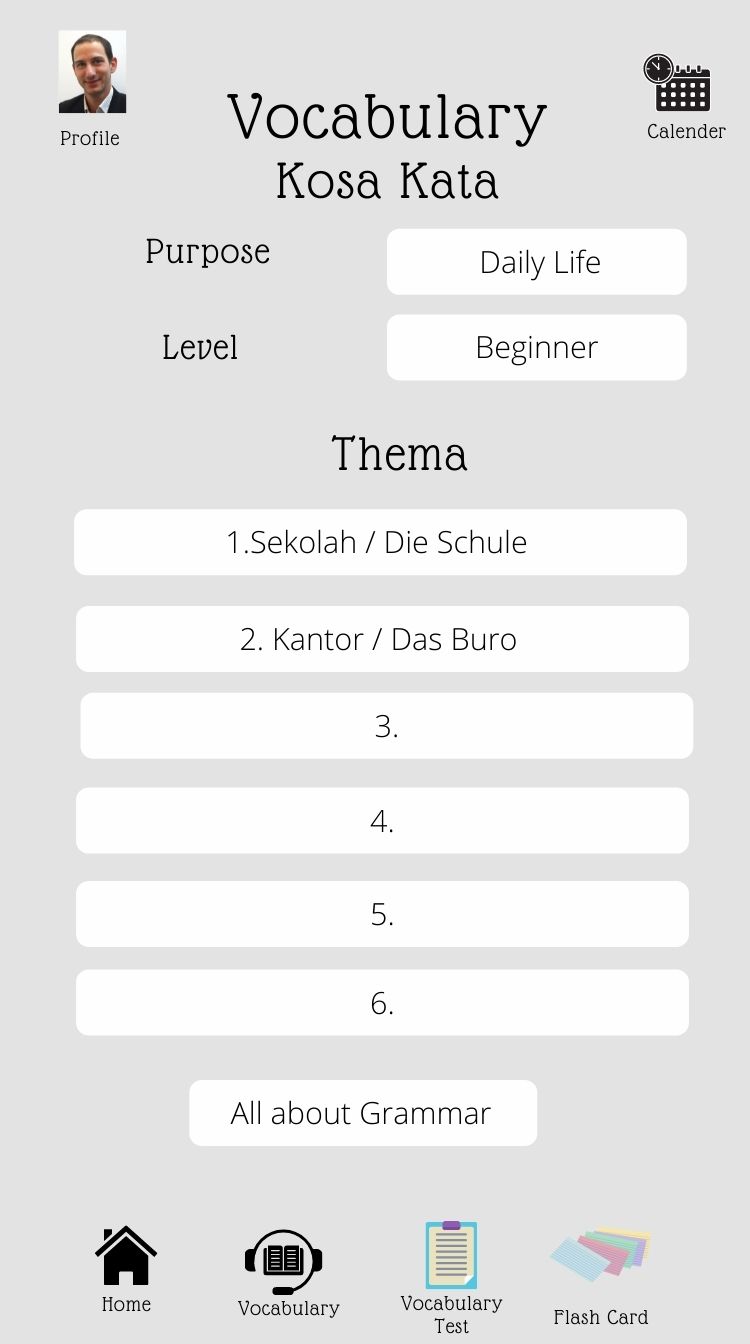 Profile
Calender
Vocabulary
Kosa Kata
Purpose
Daily Life
Level
Beginner
Thema
1.Sekolah / Die Schule
2. Kantor / Das Buro
3.
4.
5.
6.
All about Grammar
Home
Vocabulary
Vocabulary
Test
Flash Card